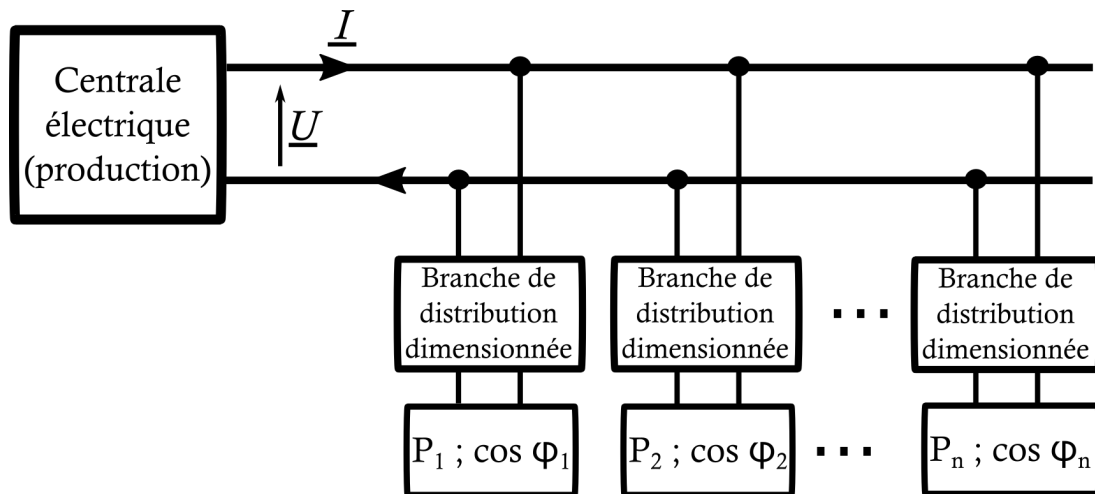 I
Centrale
électrique
(production)
U
Branche de
distribution
dimensionnée
Branche de
distribution
dimensionnée
...
Branche de
distribution
dimensionnée
P₁ ; cos φ₁
P₂ ; cos φ₂
...
Pₙ ; cos φₙ